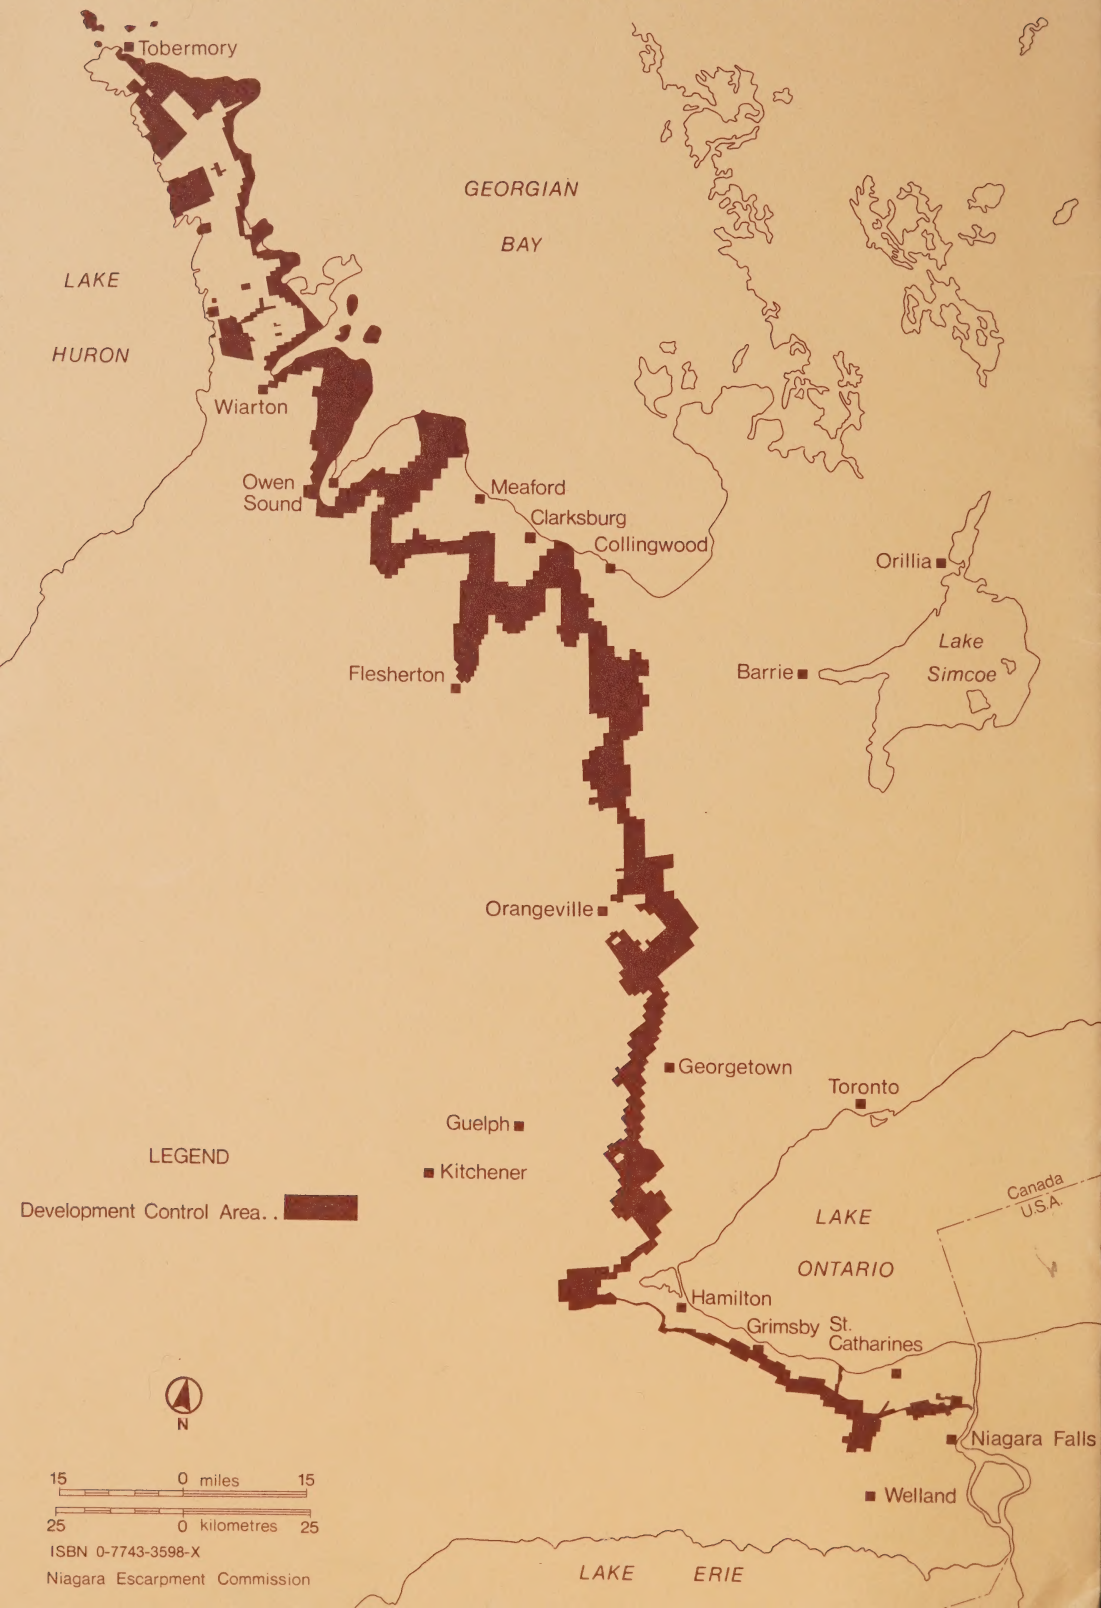 Tobermory
GEORGIAN
BAY
LAKE
HURON
Wiarton
Owen
Sound
Meaford
Clarksburg
Collingwood
Orillia
Lake
Simcoe
Barrie
Flesherton
Orangeville
Georgetown
Toronto
Guelph
Kitchener
LEGEND
Development Control Area..
Canada
U.S.A.
LAKE
ONTARIO
Hamilton
Grimsby
St.
Catharines
Niagara Falls
Welland
N
15 0 miles 15
25 0 kilometres 25
ISBN 0-7743-3598-X
Niagara Escarpment Commission
LAKE ERIE